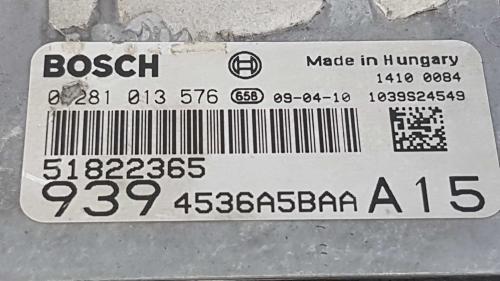 BOSCH Made in Hungary
1410 0084
0 281 013 576 658 09-04-10 1039S24549
51822365
939 4536A5BAA A15